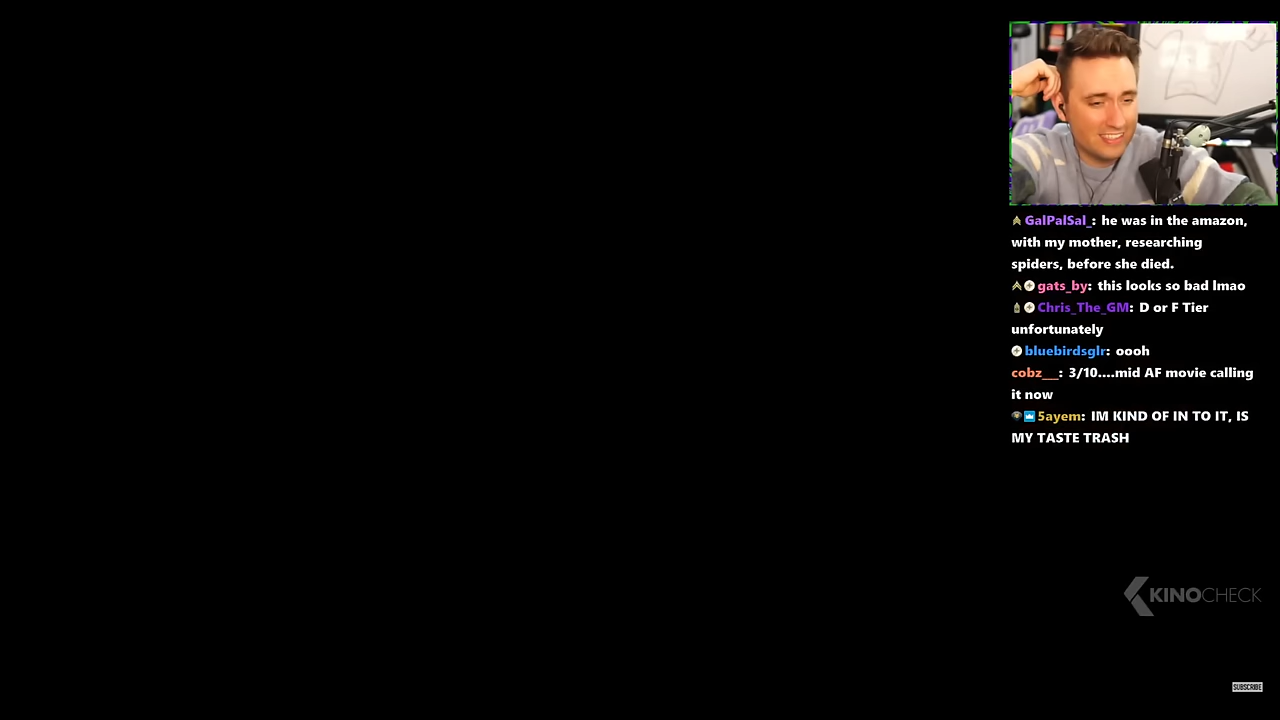 GalPalSal_: he was in the amazon,
with my mother, researching
spiders, before she died.
gats_by: this looks so bad lmao
Chris_The_GM: D or F Tier
unfortunately
bluebirdsglr: oooh
cobz__: 3/10....mid AF movie calling
it now
5ayem: IM KIND OF IN TO IT, IS
MY TASTE TRASH
KINOCHECK
SUBSCRIBE